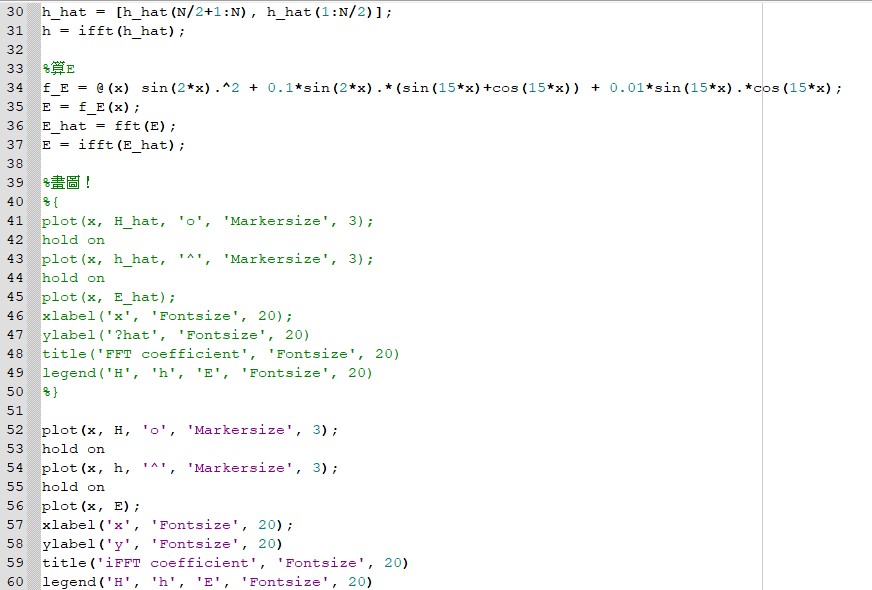 30 h_hat = [h_hat(N/2+1:N), h_hat(1:N/2)];
31 h = ifft(h_hat);
32
33 %算E
34 f_E = @(x) sin(2*x).^2 + 0.1*sin(2*x).*(sin(15*x)+cos(15*x)) + 0.01*sin(15*x).*cos(15*x);
35 E = f_E(x);
36 E_hat = fft(E);
37 E = ifft(E_hat);
38
39 %畫圖！
40 %{
41 plot(x, H_hat, 'o', 'Markersize', 3);
42 hold on
43 plot(x, h_hat, '^', 'Markersize', 3);
44 hold on
45 plot(x, E_hat);
46 xlabel('x', 'Fontsize', 20);
47 ylabel('?hat', 'Fontsize', 20)
48 title('FFT coefficient', 'Fontsize', 20)
49 legend('H', 'h', 'E', 'Fontsize', 20)
50 %}
51
52 plot(x, H, 'o', 'Markersize', 3);
53 hold on
54 plot(x, h, '^', 'Markersize', 3);
55 hold on
56 plot(x, E);
57 xlabel('x', 'Fontsize', 20);
58 ylabel('y', 'Fontsize', 20)
59 title('iFFT coefficient', 'Fontsize', 20)
60 legend('H', 'h', 'E', 'Fontsize', 20)